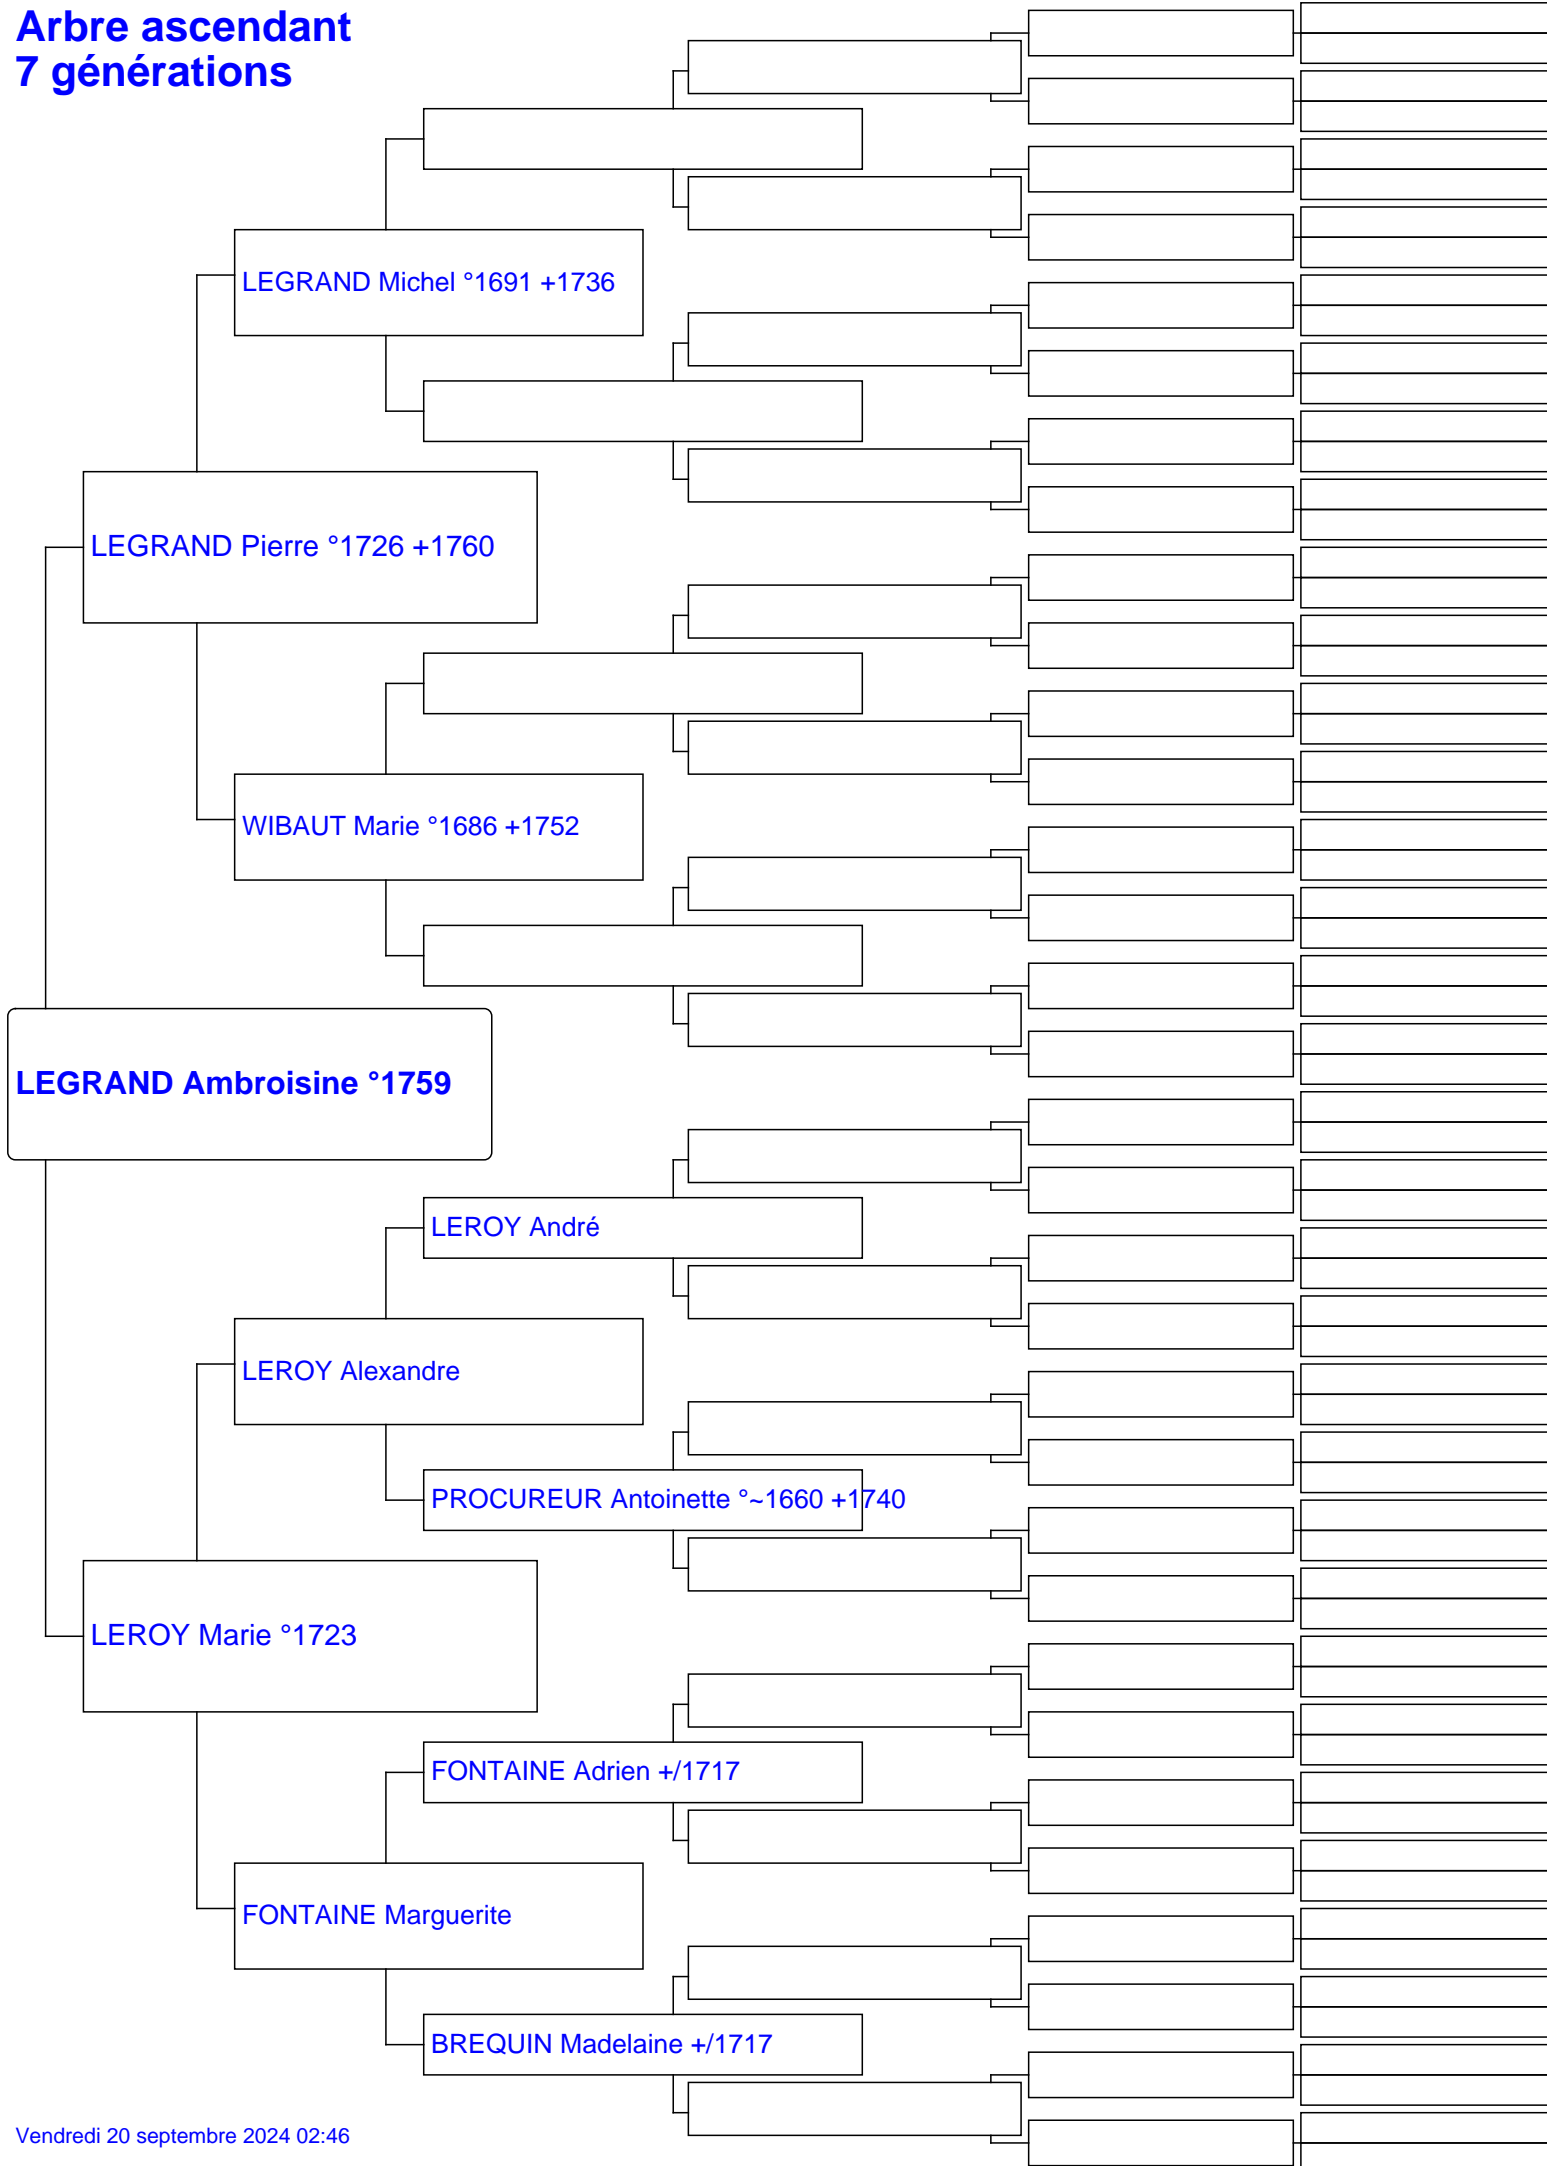 Arbre ascendant
7 générations
LEGRAND Michel °1691 +1736
LEGRAND Pierre °1726 +1760
WIBAUT Marie °1686 +1752
LEGRAND Ambroisine °1759
LEROY André
LEROY Alexandre
PROCUREUR Antoinette °~1660 +1740
LEROY Marie °1723
FONTAINE Adrien +/1717
FONTAINE Marguerite
BREQUIN Madelaine +/1717
Vendredi 20 septembre 2024 02:46